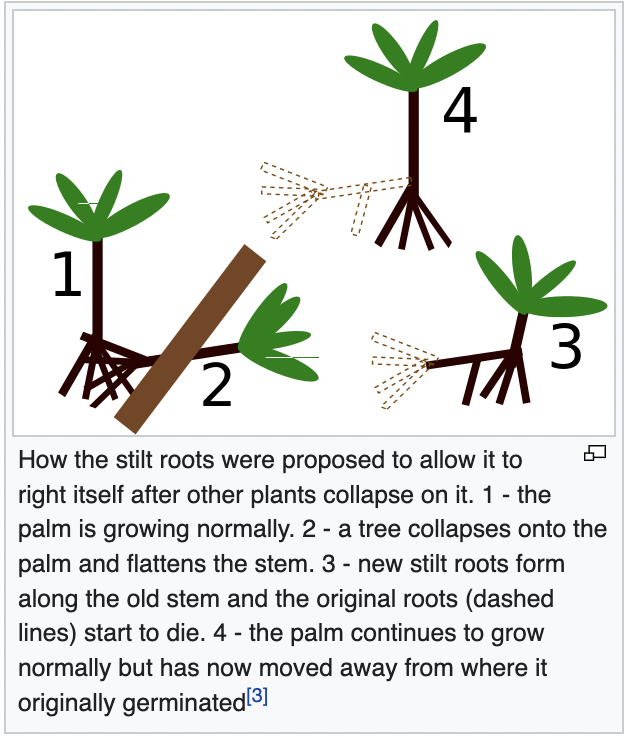 4
1
3
2
How the stilt roots were proposed to allow it to
right itself after other plants collapse on it. 1 - the
palm is growing normally. 2 - a tree collapses onto the
palm and flattens the stem. 3 - new stilt roots form
along the old stem and the original roots (dashed
lines) start to die. 4 - the palm continues to grow
normally but has now moved away from where it
originally germinated[3]